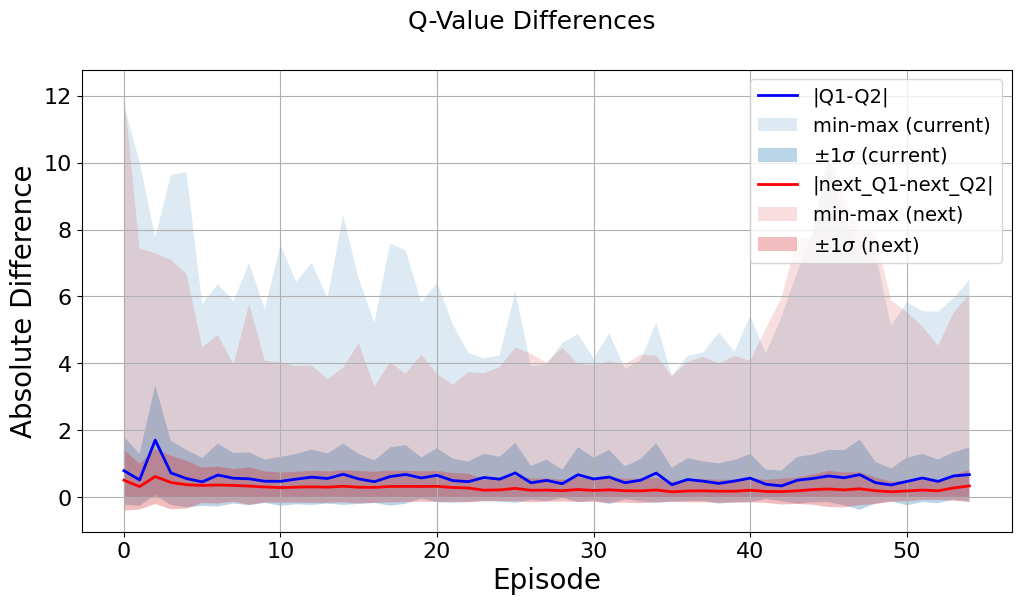 Q-Value Differences
Absolute Difference
12
10
8
6
4
2
0
|Q1-Q2|
min-max (current)
±1σ (current)
|next_Q1-next_Q2|
min-max (next)
±1σ (next)
0 10 20 30 40 50
Episode